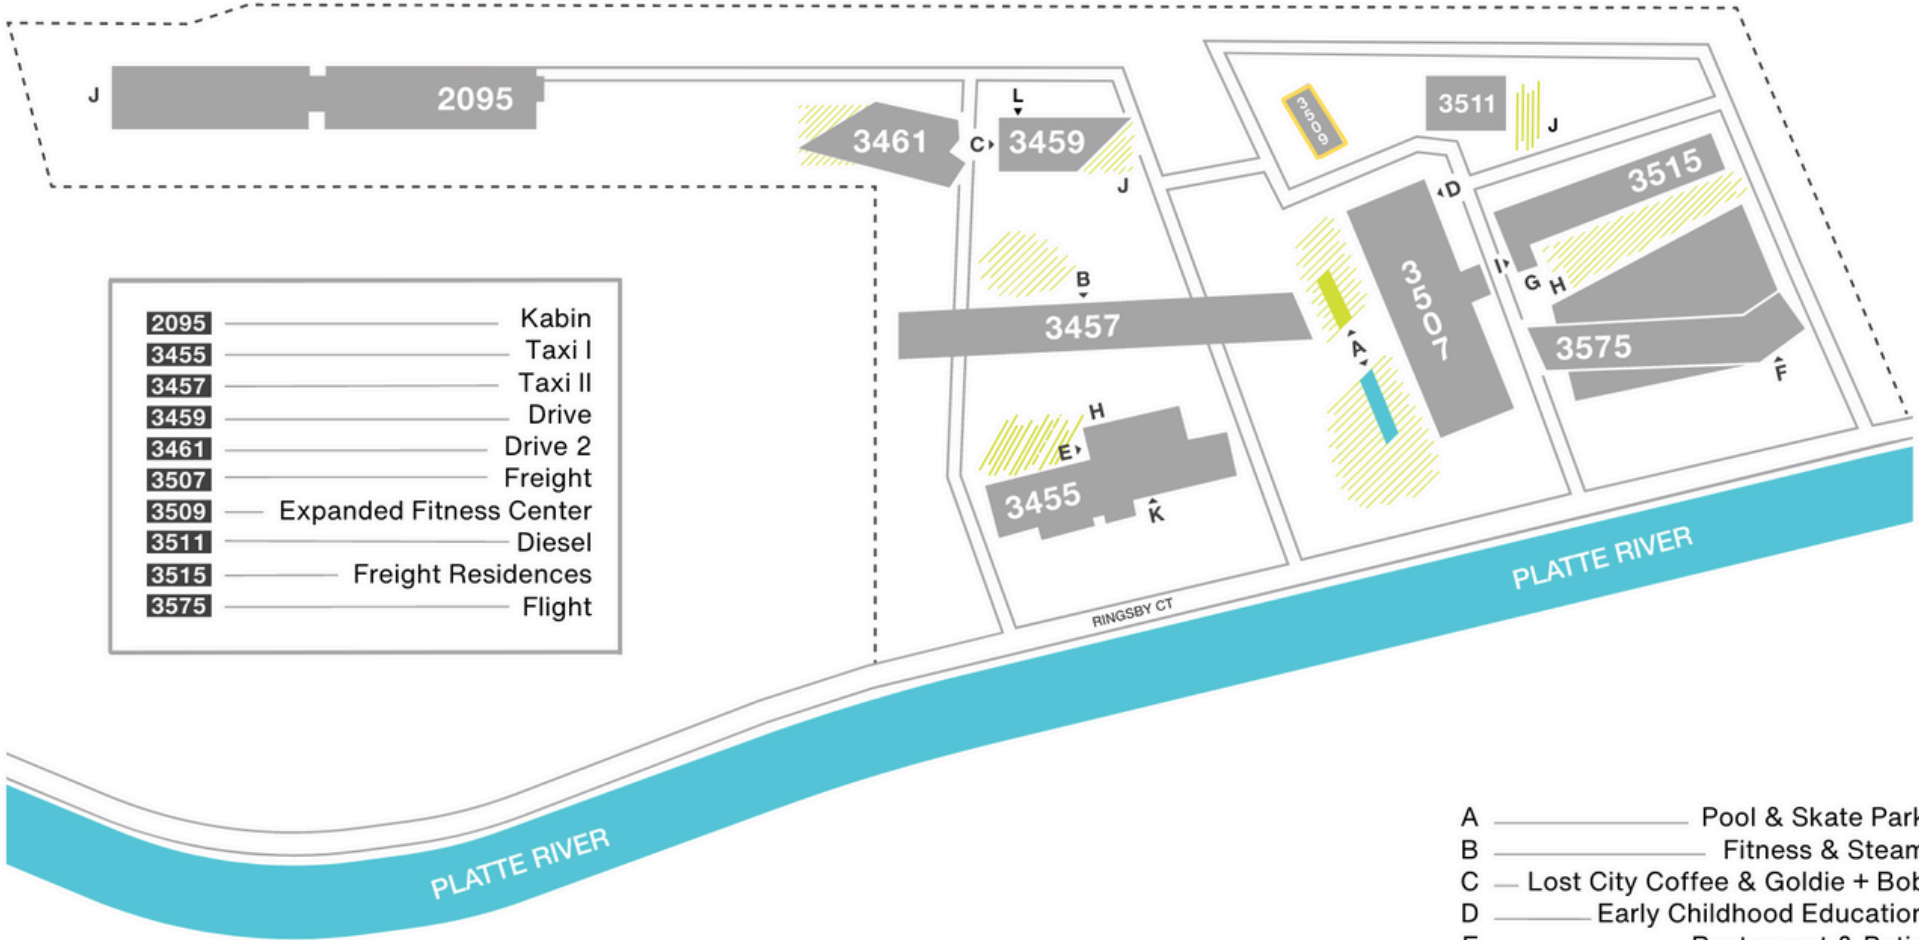 J
2095
L
3461
C
3459
J
3509
3511
J
D
3515
B
I
G
H
3457
3507
A
3575
F
H
E
3455
K
2095 Kabin
3455 Taxi I
3457 Taxi II
3459 Drive
3461 Drive 2
3507 Freight
3509 Expanded Fitness Center
3511 Diesel
3515 Freight Residences
3575 Flight
RINGSBY CT
PLATTE RIVER
PLATTE RIVER
A Pool & Skate Park
B Fitness & Steam
C Lost City Coffee & Goldie + Bob
D Early Childhood Education